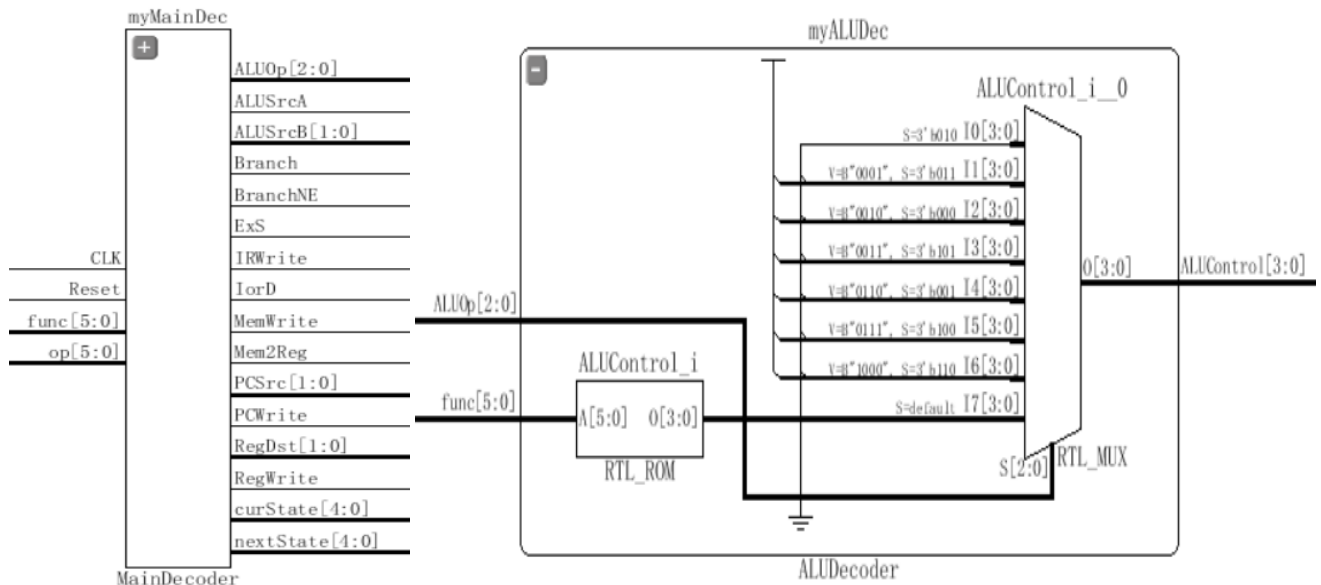 myMainDec
+
ALUOp[2:0]
ALUSrcA
ALUSrcB[1:0]
Branch
BranchNE
ExS
CLK
IRWrite
Reset
IorD
func[5:0]
MemWrite
op[5:0]
Mem2Reg
PCSrc[1:0]
PCWrite
RegDst[1:0]
RegWrite
curState[4:0]
nextState[4:0]
MainDecoder
myALUDec
-
ALUControl_i__0
S=3'b010 I0[3:0]
V=B"0001", S=3'b011 I1[3:0]
V=B"0010", S=3'b000 I2[3:0]
V=B"0011", S=3'b101 I3[3:0]
V=B"0110", S=3'b001 I4[3:0]
V=B"0111", S=3'b100 I5[3:0]
V=B"1000", S=3'b110 I6[3:0]
S=default I7[3:0]
O[3:0]
ALUControl[3:0]
ALUOp[2:0]
ALUControl_i
func[5:0]
A[5:0] O[3:0]
RTL_ROM
S[2:0]
RTL_MUX
ALUDecoder